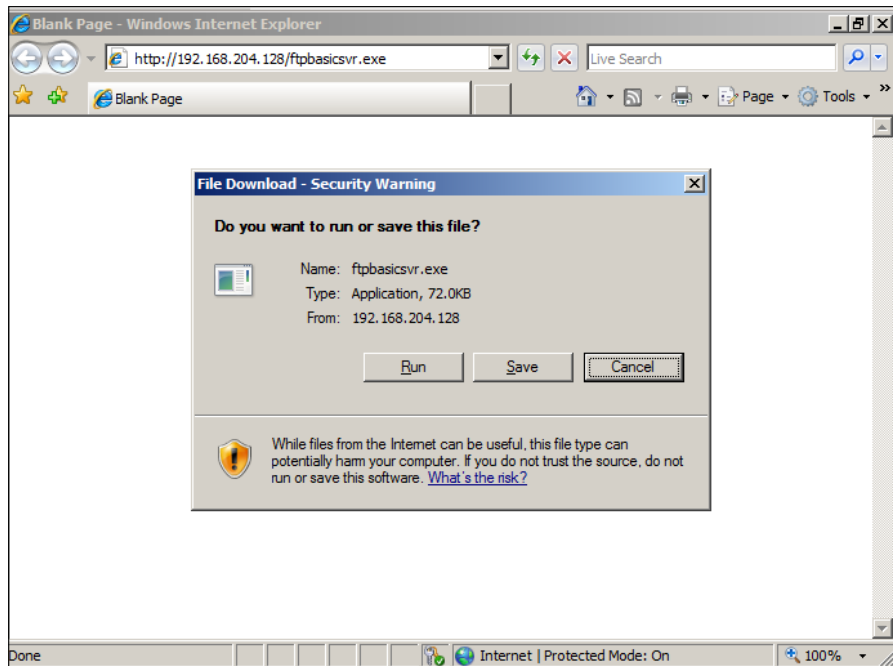 Blank Page - Windows Internet Explorer
http://192.168.204.128/ftpbasicsvr.exe
Live Search
Blank Page
Page
Tools
»
File Download - Security Warning
Do you want to run or save this file?
Name: ftpbasicsvr.exe
Type: Application, 72.0KB
From: 192.168.204.128
Run
Save
Cancel
While files from the Internet can be useful, this file type can
potentially harm your computer. If you do not trust the source, do not
run or save this software. What's the risk?
Done
Internet | Protected Mode: On
100%